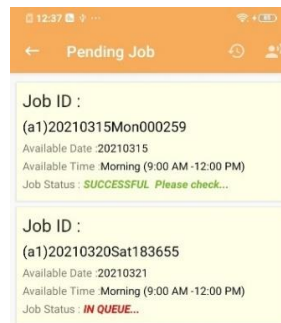 12:37
Pending Job
Job ID :
(a1)20210315Mon000259
Available Date :20210315
Available Time :Morning (9:00 AM -12:00 PM)
Job Status : SUCCESSFUL Please check...
Job ID :
(a1)20210320Sat183655
Available Date :20210321
Available Time :Morning (9:00 AM -12:00 PM)
Job Status : IN QUEUE...